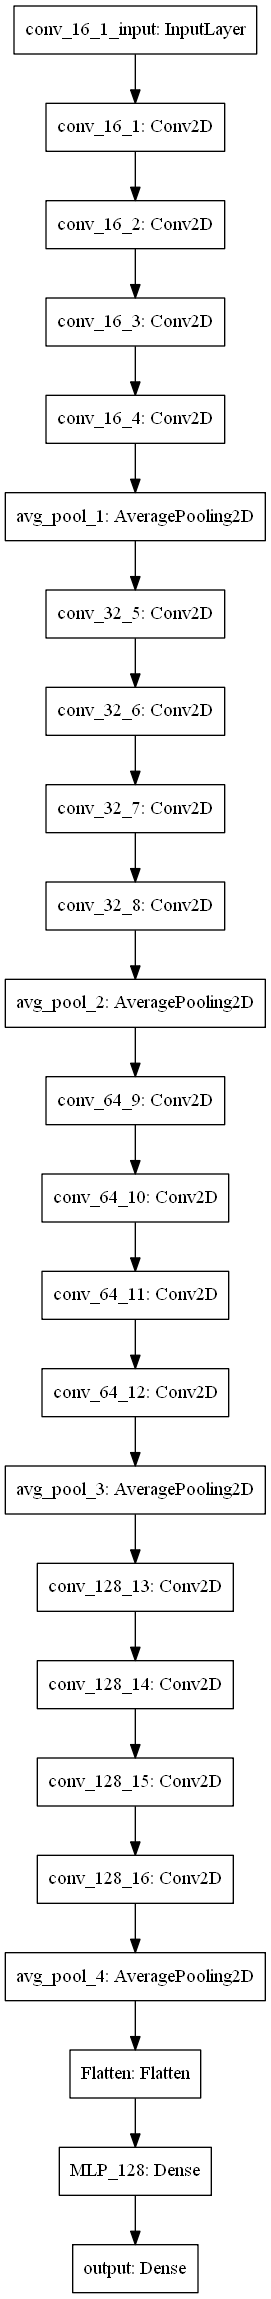 conv_16_1_input: InputLayer
conv_16_1: Conv2D
conv_16_2: Conv2D
conv_16_3: Conv2D
conv_16_4: Conv2D
avg_pool_1: AveragePooling2D
conv_32_5: Conv2D
conv_32_6: Conv2D
conv_32_7: Conv2D
conv_32_8: Conv2D
avg_pool_2: AveragePooling2D
conv_64_9: Conv2D
conv_64_10: Conv2D
conv_64_11: Conv2D
conv_64_12: Conv2D
avg_pool_3: AveragePooling2D
conv_128_13: Conv2D
conv_128_14: Conv2D
conv_128_15: Conv2D
conv_128_16: Conv2D
avg_pool_4: AveragePooling2D
Flatten: Flatten
MLP_128: Dense
output: Dense